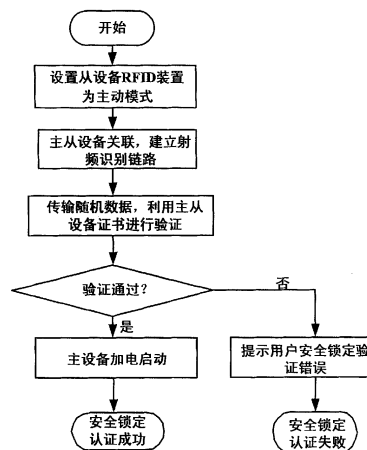 开始
设置从设备RFID装置
为主动模式
主从设备关联，建立射
频识别链路
传输随机数据，利用主从
设备证书进行验证
验证通过？
否
是
主设备加电启动
提示用户安全锁定验
证错误
安全锁定
认证成功
安全锁定
认证失败